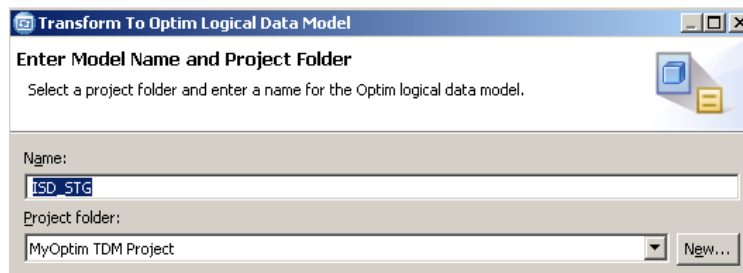 Transform To Optim Logical Data Model
Enter Model Name and Project Folder
Select a project folder and enter a name for the Optim logical data model.
Name:
ISD_STG
Project folder:
MyOptim TDM Project
New...